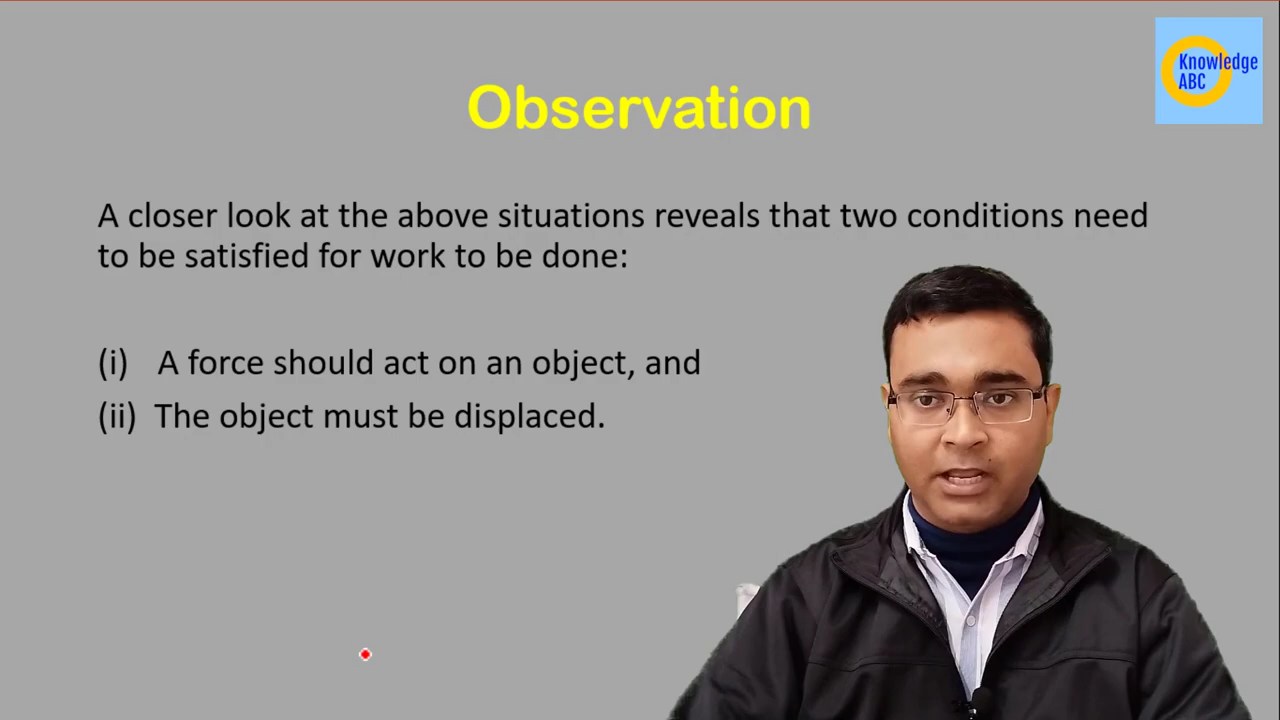 Knowledge
ABC
Observation
A closer look at the above situations reveals that two conditions need
to be satisfied for work to be done:
(i) A force should act on an object, and
(ii) The object must be displaced.